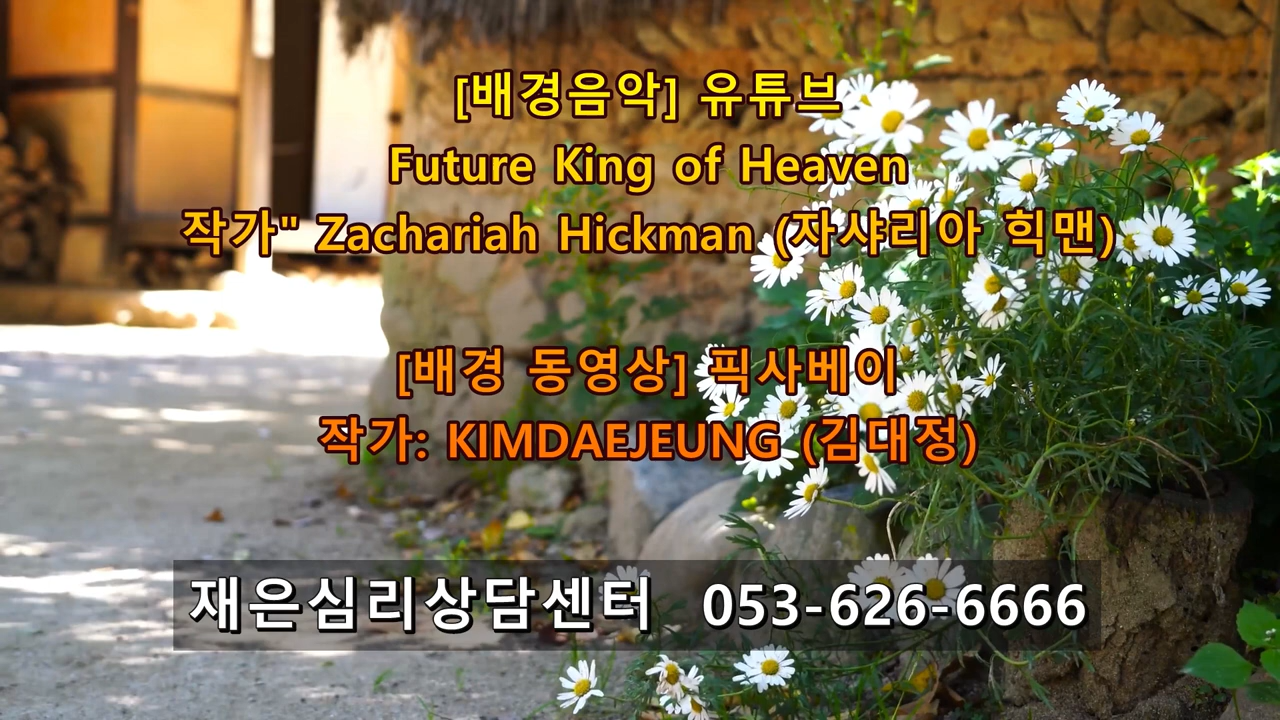 [배경음악] 유튜브
Future King of Heaven
작가" Zachariah Hickman (자샤리아 힉맨)
[배경 동영상] 픽사베이
작가: KIMDAEJEUNG (김대정)
재은심리상담센터 053-626-6666